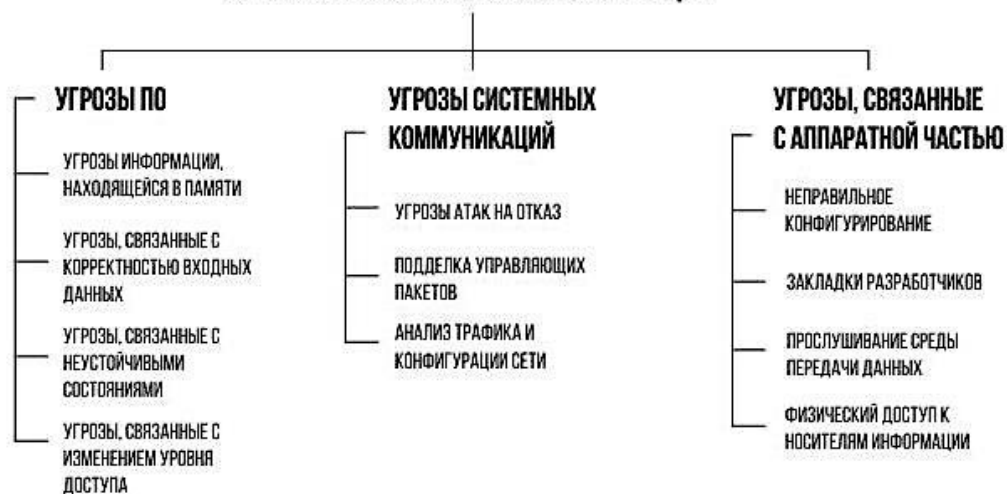 УГРОЗЫ ПО
УГРОЗЫ ИНФОРМАЦИИ,
НАХОДЯЩЕЙСЯ В ПАМЯТИ
УГРОЗЫ, СВЯЗАННЫЕ С
КОРРЕКТНОСТЬЮ ВХОДНЫХ
ДАННЫХ
УГРОЗЫ, СВЯЗАННЫЕ С
НЕУСТОЙЧИВЫМИ
СОСТОЯНИЯМИ
УГРОЗЫ, СВЯЗАННЫЕ С
ИЗМЕНЕНИЕМ УРОВНЯ
ДОСТУПА
УГРОЗЫ СИСТЕМНЫХ
КОММУНИКАЦИЙ
УГРОЗЫ АТАК НА ОТКАЗ
ПОДДЕЛКА УПРАВЛЯЮЩИХ
ПАКЕТОВ
АНАЛИЗ ТРАФИКА И
КОНФИГУРАЦИИ СЕТИ
УГРОЗЫ, СВЯЗАННЫЕ
С АППАРАТНОЙ ЧАСТЬЮ
НЕПРАВИЛЬНОЕ
КОНФИГУРИРОВАНИЕ
ЗАКЛАДКИ РАЗРАБОТЧИКОВ
ПРОСЛУШИВАНИЕ СРЕДЫ
ПЕРЕДАЧИ ДАННЫХ
ФИЗИЧЕСКИЙ ДОСТУП К
НОСИТЕЛЯМ ИНФОРМАЦИИ